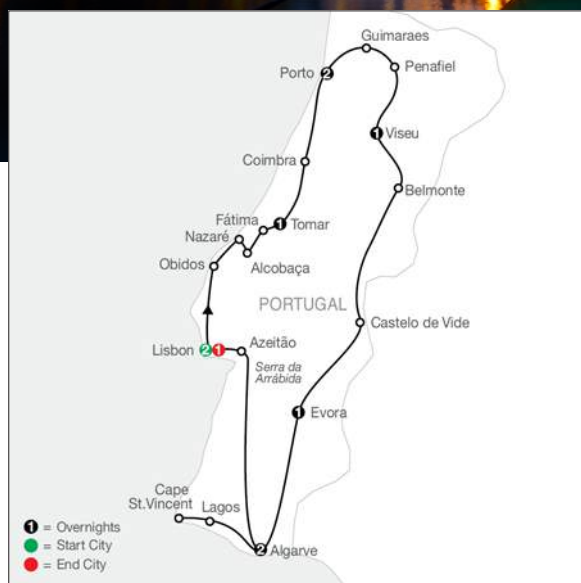 Guimaraes
Porto 2
Penafiel
1 Viseu
Coimbra
Belmonte
Fátima
1 Tomar
Nazaré
Alcobaça
Obidos
PORTUGAL
Castelo de Vide
Lisbon 2 1
Azeitão
Serra da
Arrábida
1 Evora
Cape
St.Vincent
Lagos
2 Algarve
1 = Overnights
= Start City
= End City